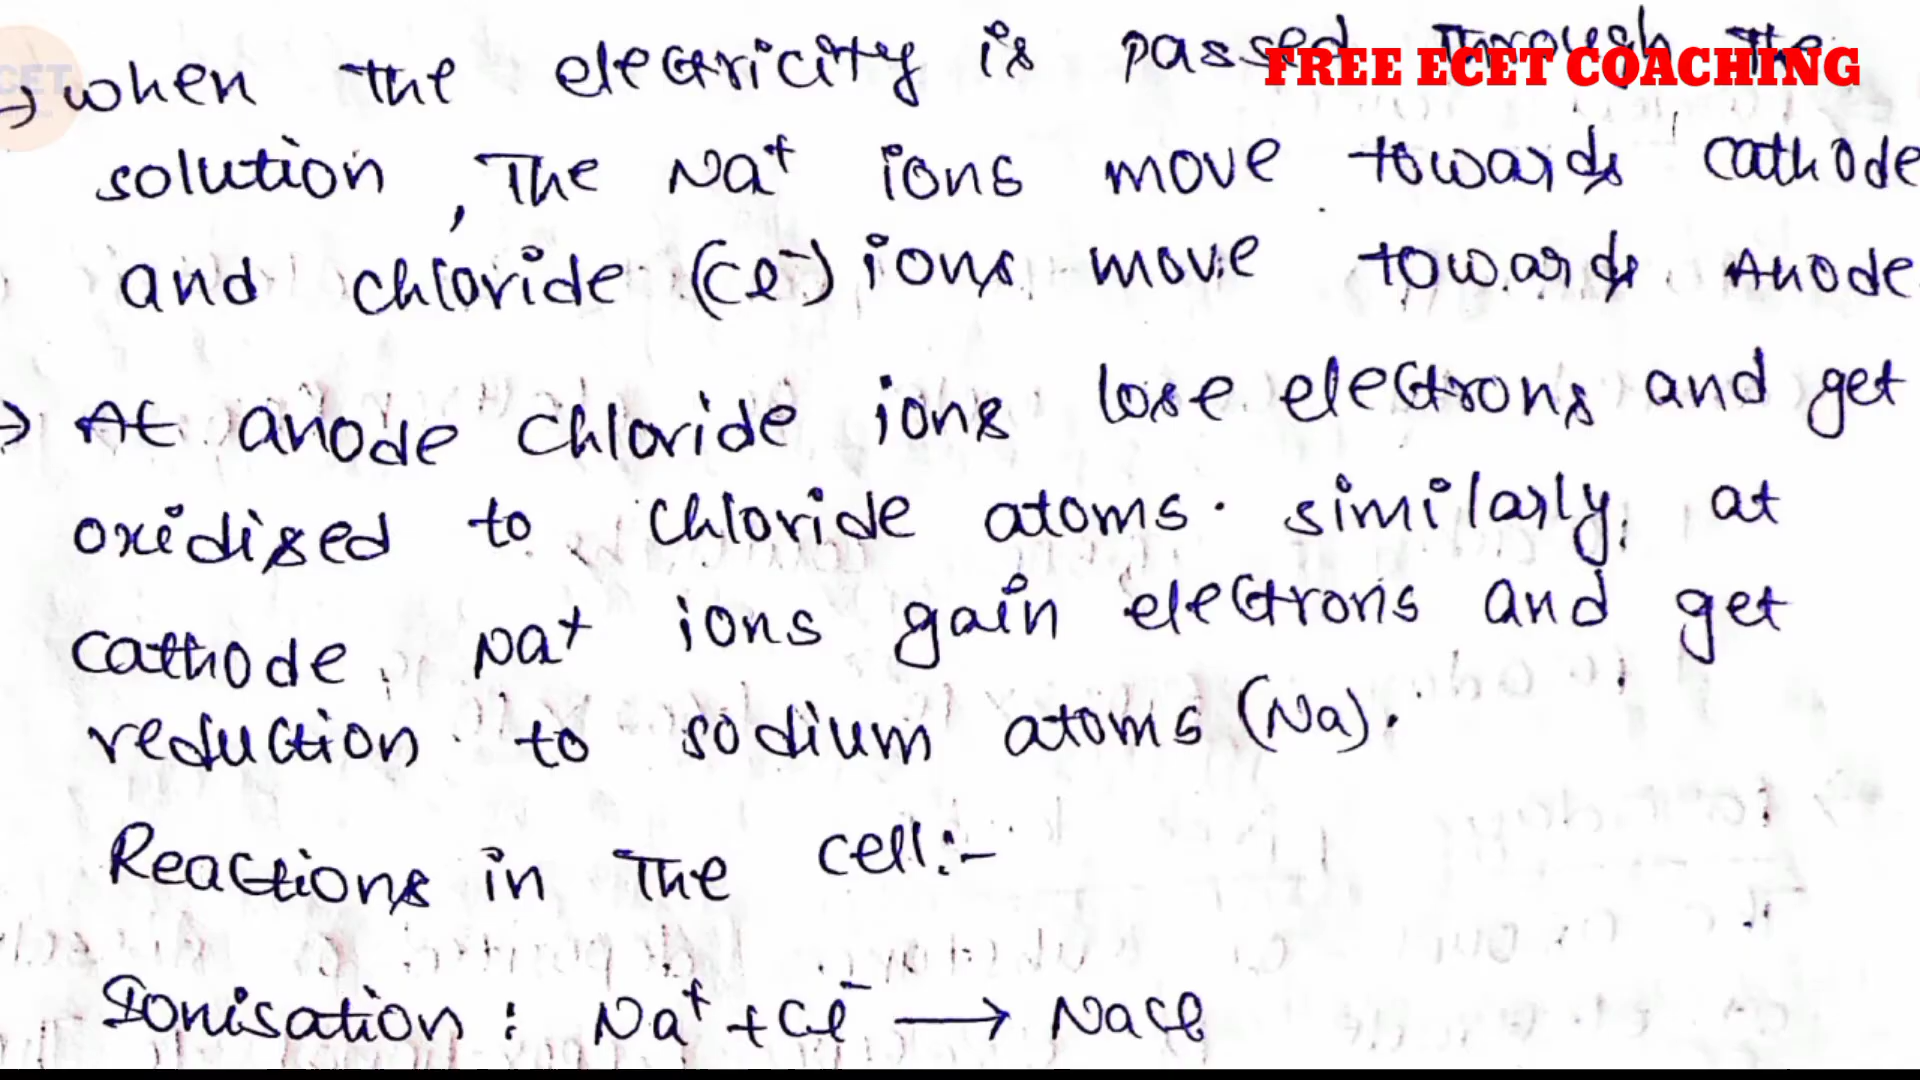 → when the electricity is passed through the
FREE ECET COACHING
solution, The Na⁺ ions move towards cathode
and chloride (Cl⁻) ions move towards Anode
→ At anode chloride ions lose electrons and get
oxidized to chloride atoms. similarly, at
cathode, Na⁺ ions gain electrons and get
reduction to sodium atoms (Na).
Reactions in The cell:-
Ionisation : Na⁺ + Cl⁻ → NaCl